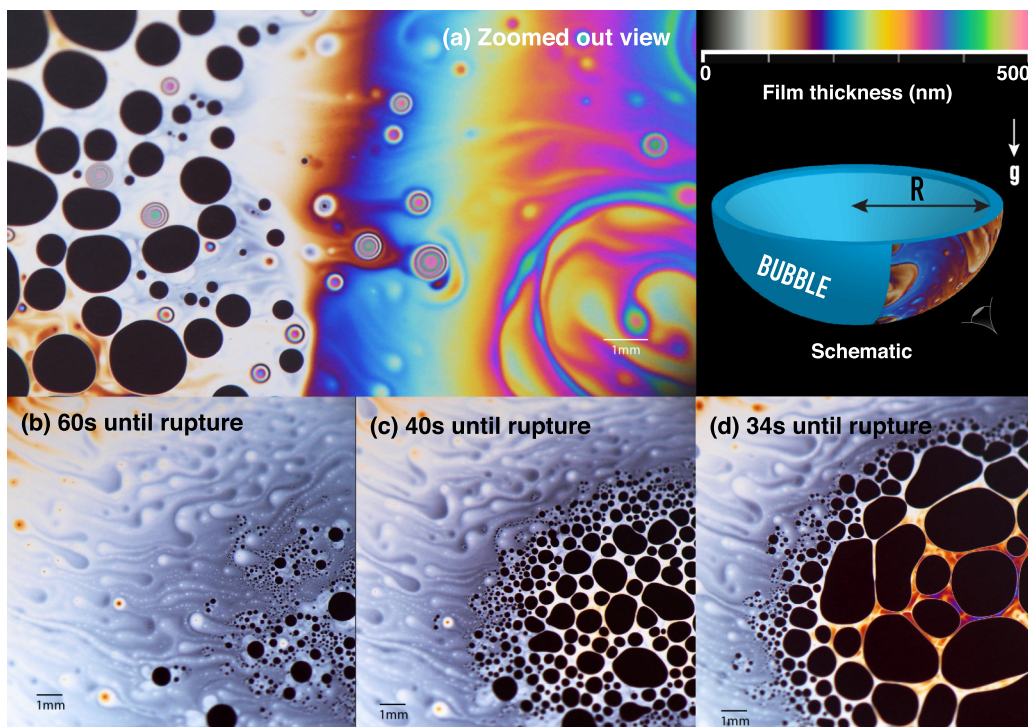 (a) Zoomed out view
1mm
0
500
Film thickness (nm)
g
R
BUBBLE
Schematic
(b) 60s until rupture
1mm
(c) 40s until rupture
1mm
(d) 34s until rupture
1mm